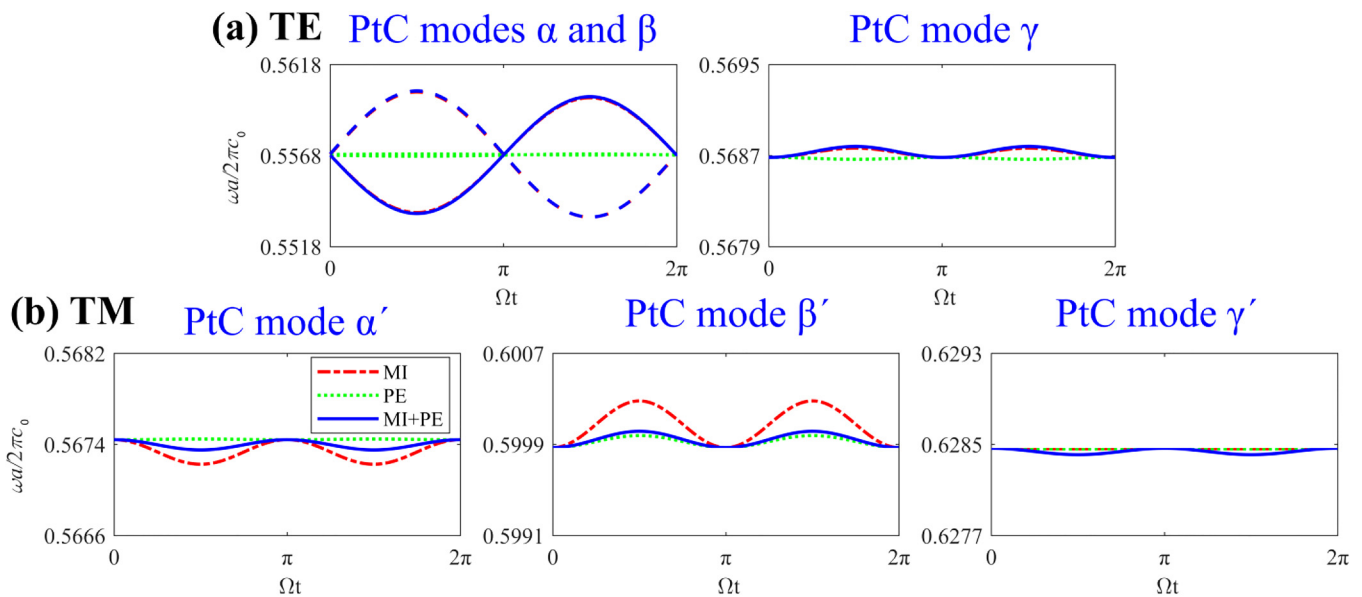 (a) TE
PtC modes α and β
PtC mode γ
0.5618
0.5568
0.5518
ωa/2πc₀
0
π
2π
Ωt
0.5695
0.5687
0.5679
0
π
2π
Ωt
(b) TM
PtC mode α´
PtC mode β´
PtC mode γ´
0.5682
0.5674
0.5666
ωa/2πc₀
MI
PE
MI+PE
0
π
2π
Ωt
0.6007
0.5999
0.5991
0
π
2π
Ωt
0.6293
0.6285
0.6277
0
π
2π
Ωt